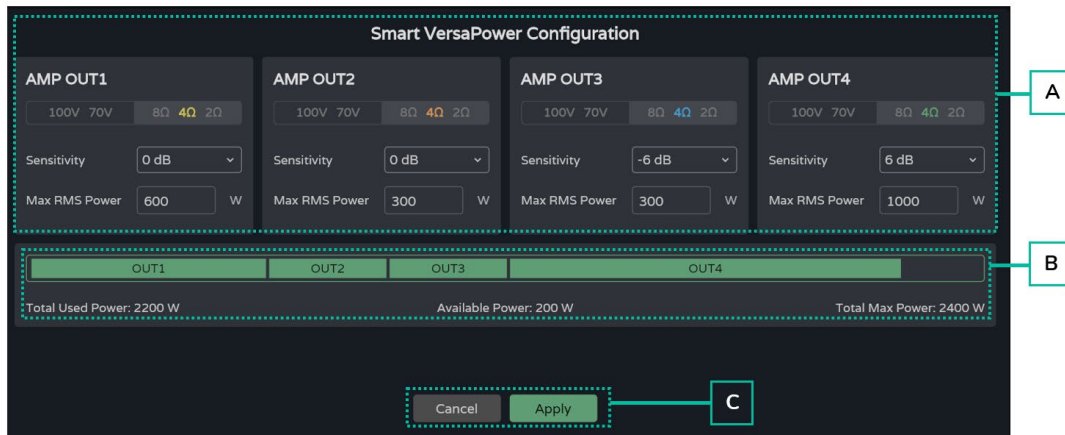 Smart VersaPower Configuration
AMP OUT1
100V 70V 8Ω 4Ω 2Ω
Sensitivity 0 dB
Max RMS Power 600 W
AMP OUT2
100V 70V 8Ω 4Ω 2Ω
Sensitivity 0 dB
Max RMS Power 300 W
AMP OUT3
100V 70V 8Ω 4Ω 2Ω
Sensitivity -6 dB
Max RMS Power 300 W
AMP OUT4
100V 70V 8Ω 4Ω 2Ω
Sensitivity 6 dB
Max RMS Power 1000 W
A
OUT1 OUT2 OUT3 OUT4
B
Total Used Power: 2200 W Available Power: 200 W Total Max Power: 2400 W
Cancel Apply
C